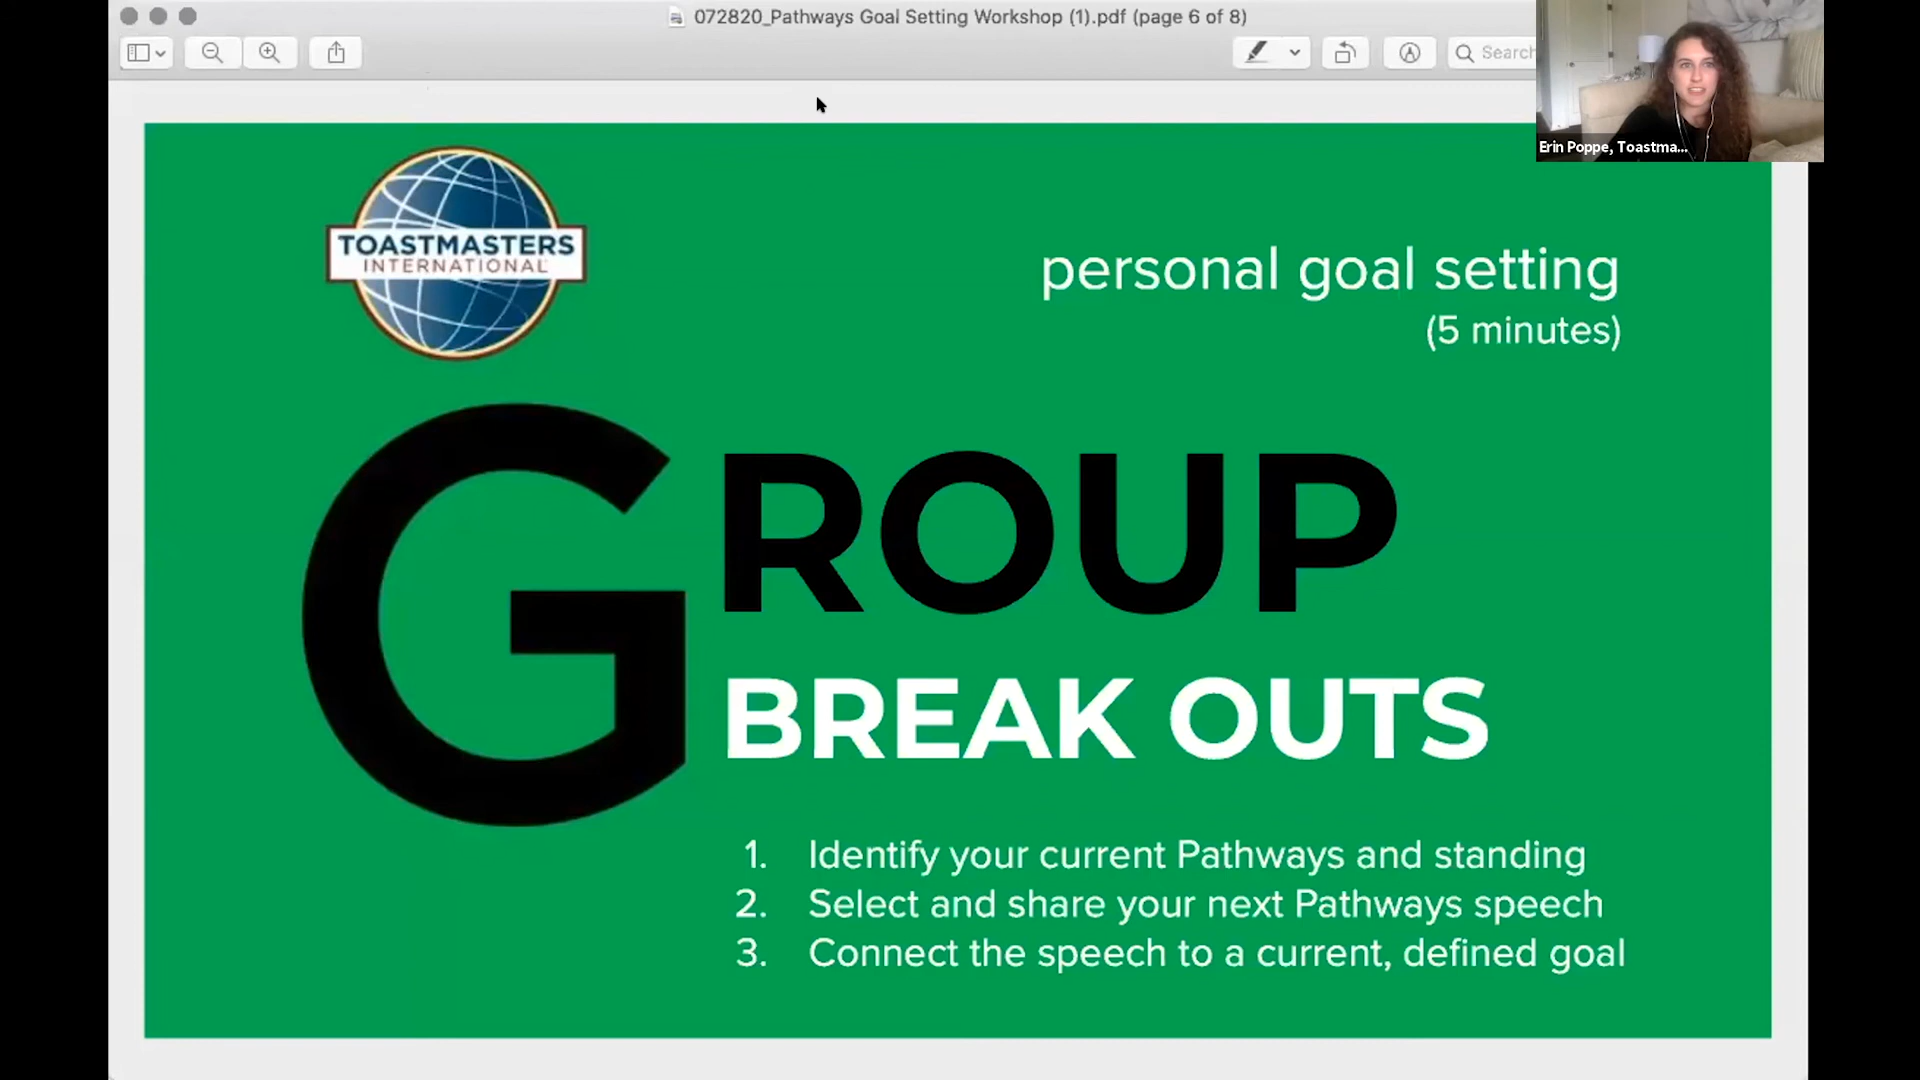 072820_Pathways Goal Setting Workshop (1).pdf (page 6 of 8)
Search
Erin Poppe, Toastma...
TOASTMASTERS
INTERNATIONAL
personal goal setting
(5 minutes)
GROUP
BREAK OUTS
1. Identify your current Pathways and standing
2. Select and share your next Pathways speech
3. Connect the speech to a current, defined goal